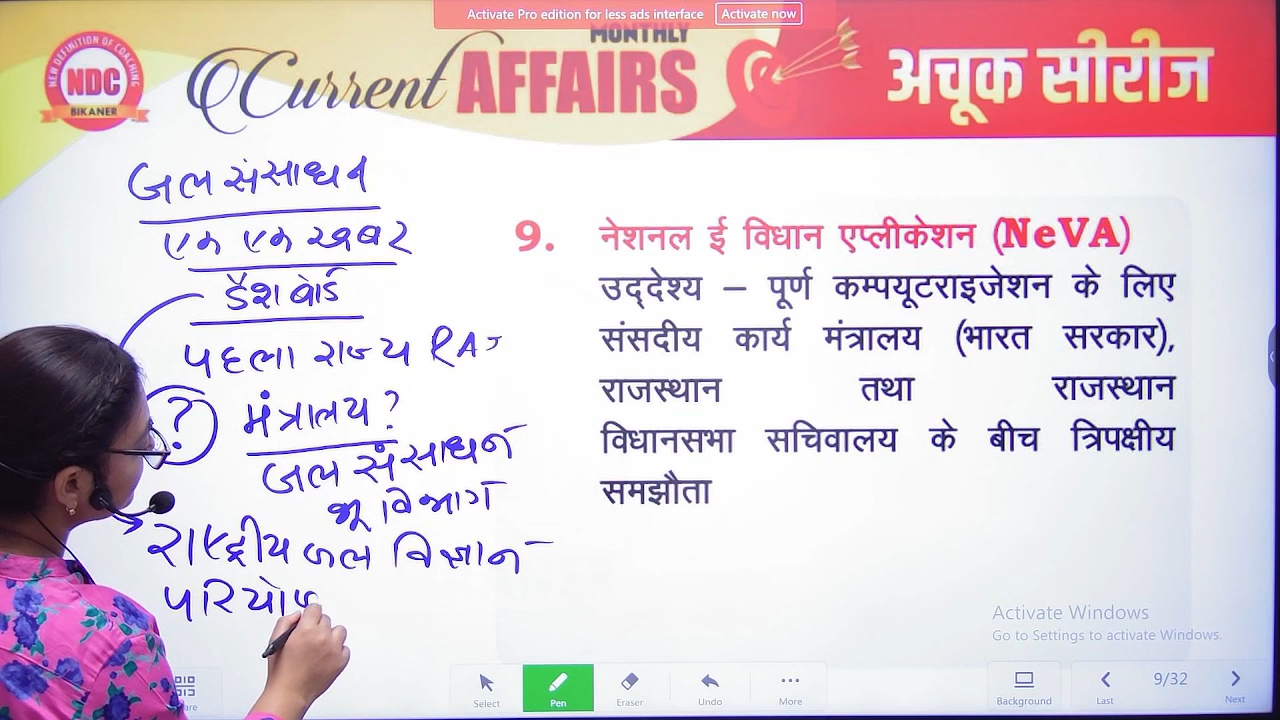 Activate Pro edition for less ads interface Activate now
NEW DEFINITION OF COACHING
NDC
BIKANER
MONTHLY
Current AFFAIRS
अचूक सीरीज
जल संसाधन
एक एक खबर
डैशबोर्ड
पहला राज्य RAJ
? मंत्रालय?
जल संसाधन
भू विभाग
राष्ट्रीय जल विज्ञान
परियोज
9. नेशनल ई विधान एप्लीकेशन (NeVA)
उद्देश्य – पूर्ण कम्पयूटराइजेशन के लिए
संसदीय कार्य मंत्रालय (भारत सरकार),
राजस्थान तथा राजस्थान
विधानसभा सचिवालय के बीच त्रिपक्षीय
समझौता
Activate Windows
Go to Settings to activate Windows.
Select Pen Eraser Undo More Background Last 9/32 Next